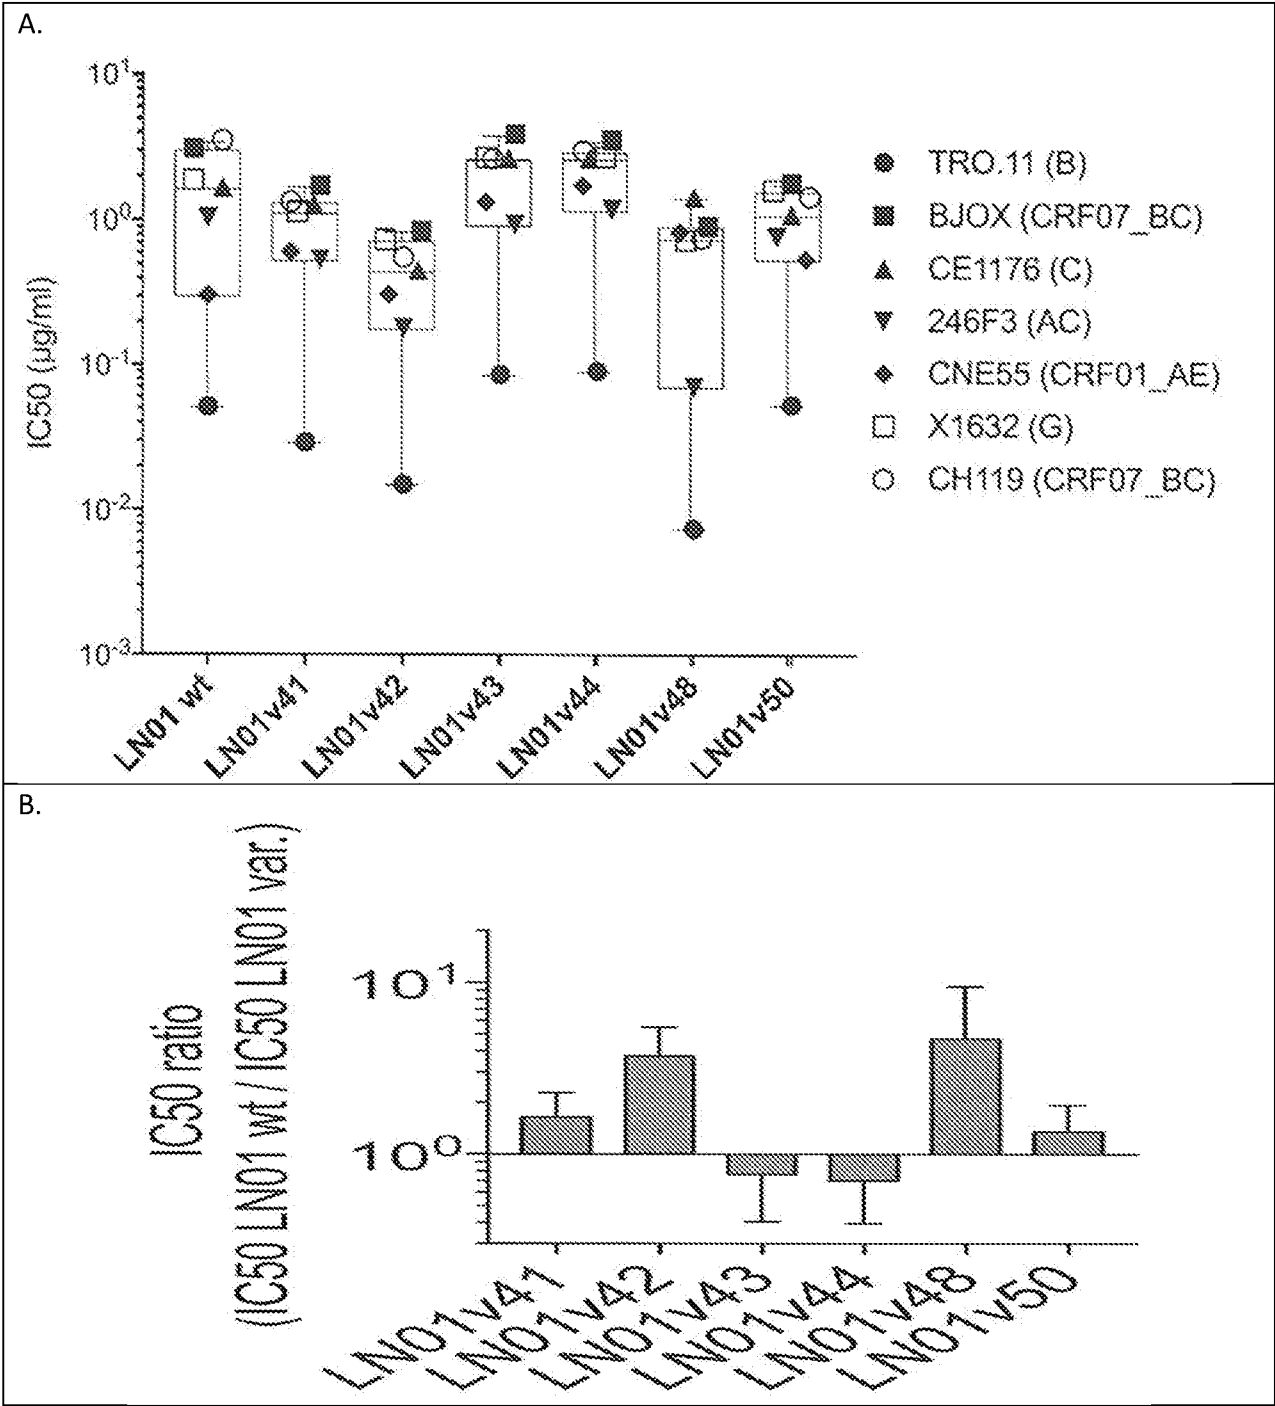 A.
IC50 (µg/ml)
10¹
10⁰
10⁻¹
10⁻²
10⁻³
LN01 wt
LN01v41
LN01v42
LN01v43
LN01v44
LN01v48
LN01v50
TRO.11 (B)
BJOX (CRF07_BC)
CE1176 (C)
246F3 (AC)
CNE55 (CRF01_AE)
X1632 (G)
CH119 (CRF07_BC)
B.
IC50 ratio
(IC50 LN01 wt / IC50 LN01 var.)
10¹
10⁰
LN01v41
LN01v42
LN01v43
LN01v44
LN01v48
LN01v50